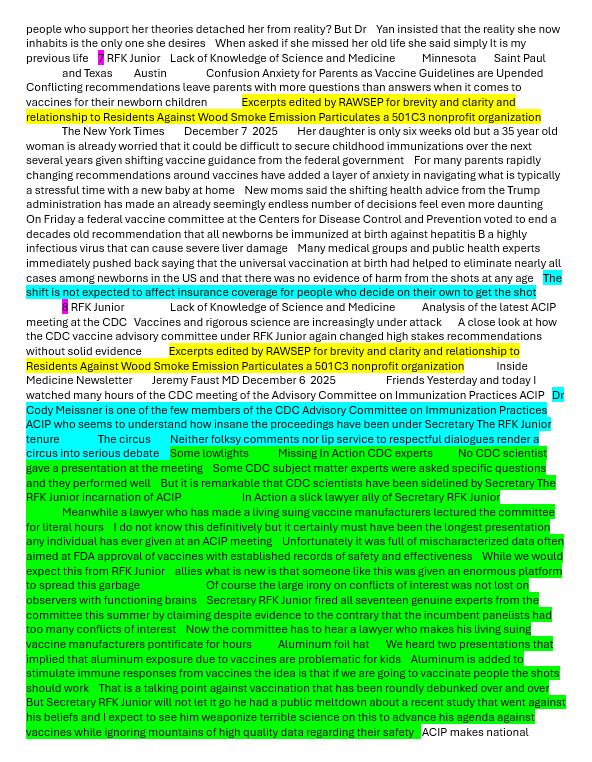 people who support her theories detached her from reality? But Dr Yan insisted that the reality she now
inhabits is the only one she desires When asked if she missed her old life she said simply It is my
previous life 7 RFK Junior Lack of Knowledge of Science and Medicine Minnesota Saint Paul
and Texas Austin Confusion Anxiety for Parents as Vaccine Guidelines are Upended
Conflicting recommendations leave parents with more questions than answers when it comes to
vaccines for their newborn children Excerpts edited by RAWSEP for brevity and clarity and
relationship to Residents Against Wood Smoke Emission Particulates a 501C3 nonprofit organization
The New York Times December 7 2025 Her daughter is only six weeks old but a 35 year old
woman is already worried that it could be difficult to secure childhood immunizations over the next
several years given shifting vaccine guidance from the federal government For many parents rapidly
changing recommendations around vaccines have added a layer of anxiety in navigating what is typically
a stressful time with a new baby at home New moms said the shifting health advice from the Trump
administration has made an already seemingly endless number of decisions feel even more daunting
On Friday a federal vaccine committee at the Centers for Disease Control and Prevention voted to end a
decades old recommendation that all newborns be immunized at birth against hepatitis B a highly
infectious virus that can cause severe liver damage Many medical groups and public health experts
immediately pushed back saying that the universal vaccination at birth had helped to eliminate nearly all
cases among newborns in the US and that there was no evidence of harm from the shots at any age The
shift is not expected to affect insurance coverage for people who decide on their own to get the shot
8 RFK Junior Lack of Knowledge of Science and Medicine Analysis of the latest ACIP
meeting at the CDC Vaccines and rigorous science are increasingly under attack A close look at how
the CDC vaccine advisory committee under RFK Junior again changed high stakes recommendations
without solid evidence Excerpts edited by RAWSEP for brevity and clarity and relationship to
Residents Against Wood Smoke Emission Particulates a 501C3 nonprofit organization Inside
Medicine Newsletter Jeremy Faust MD December 6 2025 Friends Yesterday and today I
watched many hours of the CDC meeting of the Advisory Committee on Immunization Practices ACIP Dr
Cody Meissner is one of the few members of the CDC Advisory Committee on Immunization Practices
ACIP who seems to understand how insane the proceedings have been under Secretary The RFK Junior
tenure The circus Neither folksy comments nor lip service to respectful dialogues render a
circus into serious debate Some lowlights Missing In Action CDC experts No CDC scientist
gave a presentation at the meeting Some CDC subject matter experts were asked specific questions
and they performed well But it is remarkable that CDC scientists have been sidelined by Secretary The
RFK Junior incarnation of ACIP In Action a slick lawyer ally of Secretary RFK Junior
Meanwhile a lawyer who has made a living suing vaccine manufacturers lectured the committee
for literal hours I do not know this definitively but it certainly must have been the longest presentation
any individual has ever given at an ACIP meeting Unfortunately it was full of mischaracterized data often
aimed at FDA approval of vaccines with established records of safety and effectiveness While we would
expect this from RFK Junior allies what is new is that someone like this was given an enormous platform
to spread this garbage Of course the large irony on conflicts of interest was not lost on
observers with functioning brains Secretary RFK Junior fired all seventeen genuine experts from the
committee this summer by claiming despite evidence to the contrary that the incumbent panelists had
too many conflicts of interest Now the committee has to hear a lawyer who makes his living suing
vaccine manufacturers pontificate for hours Aluminum foil hat We heard two presentations that
implied that aluminum exposure due to vaccines are problematic for kids Aluminum is added to
stimulate immune responses from vaccines the idea is that if we are going to vaccinate people the shots
should work That is a talking point against vaccination that has been roundly debunked over and over
But Secretary RFK Junior will not let it go he had a public meltdown about a recent study that went against
his beliefs and I expect to see him weaponize terrible science on this to advance his agenda against
vaccines while ignoring mountains of high quality data regarding their safety ACIP makes national